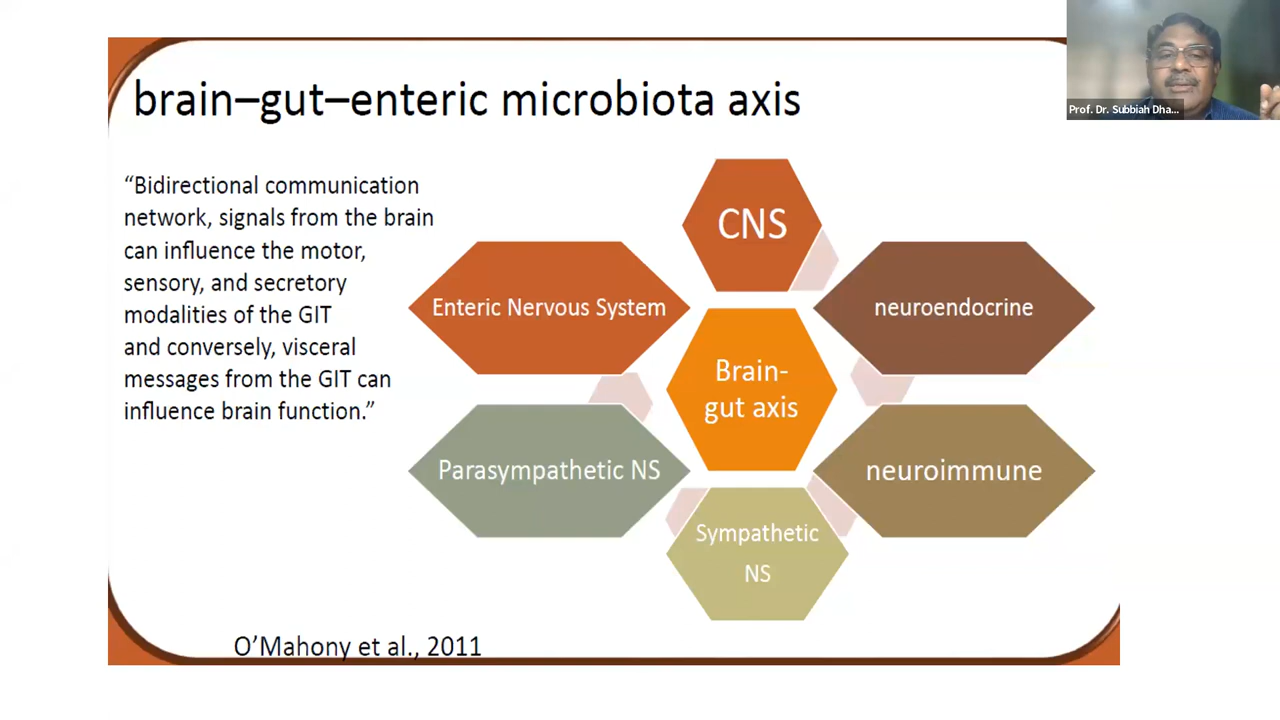 brain–gut–enteric microbiota axis
Prof. Dr. Subbiah Dha...
“Bidirectional communication
network, signals from the brain
can influence the motor,
sensory, and secretory
modalities of the GIT
and conversely, visceral
messages from the GIT can
influence brain function.”
CNS
Enteric Nervous System
neuroendocrine
Brain-
gut axis
Parasympathetic NS
neuroimmune
Sympathetic
NS
O’Mahony et al., 2011